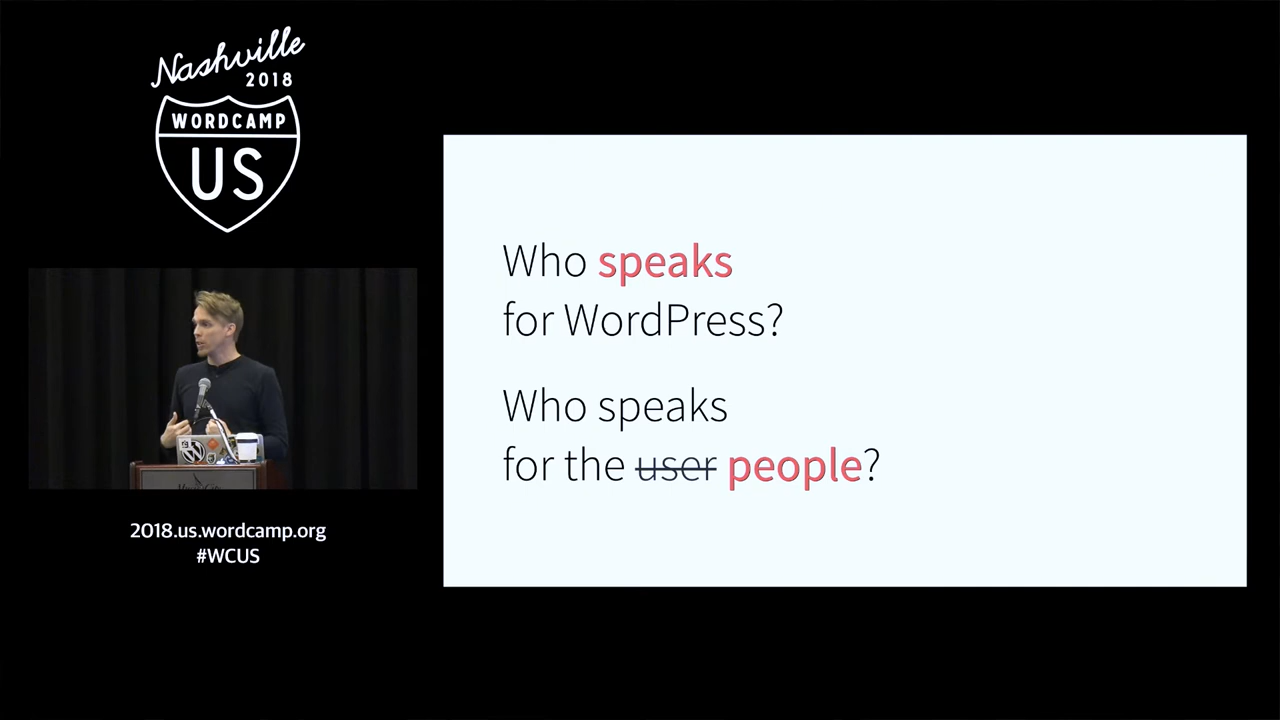 Nashville
2018
WORDCAMP
US
Who speaks
for WordPress?
Who speaks
for the user people?
2018.us.wordcamp.org
#WCUS